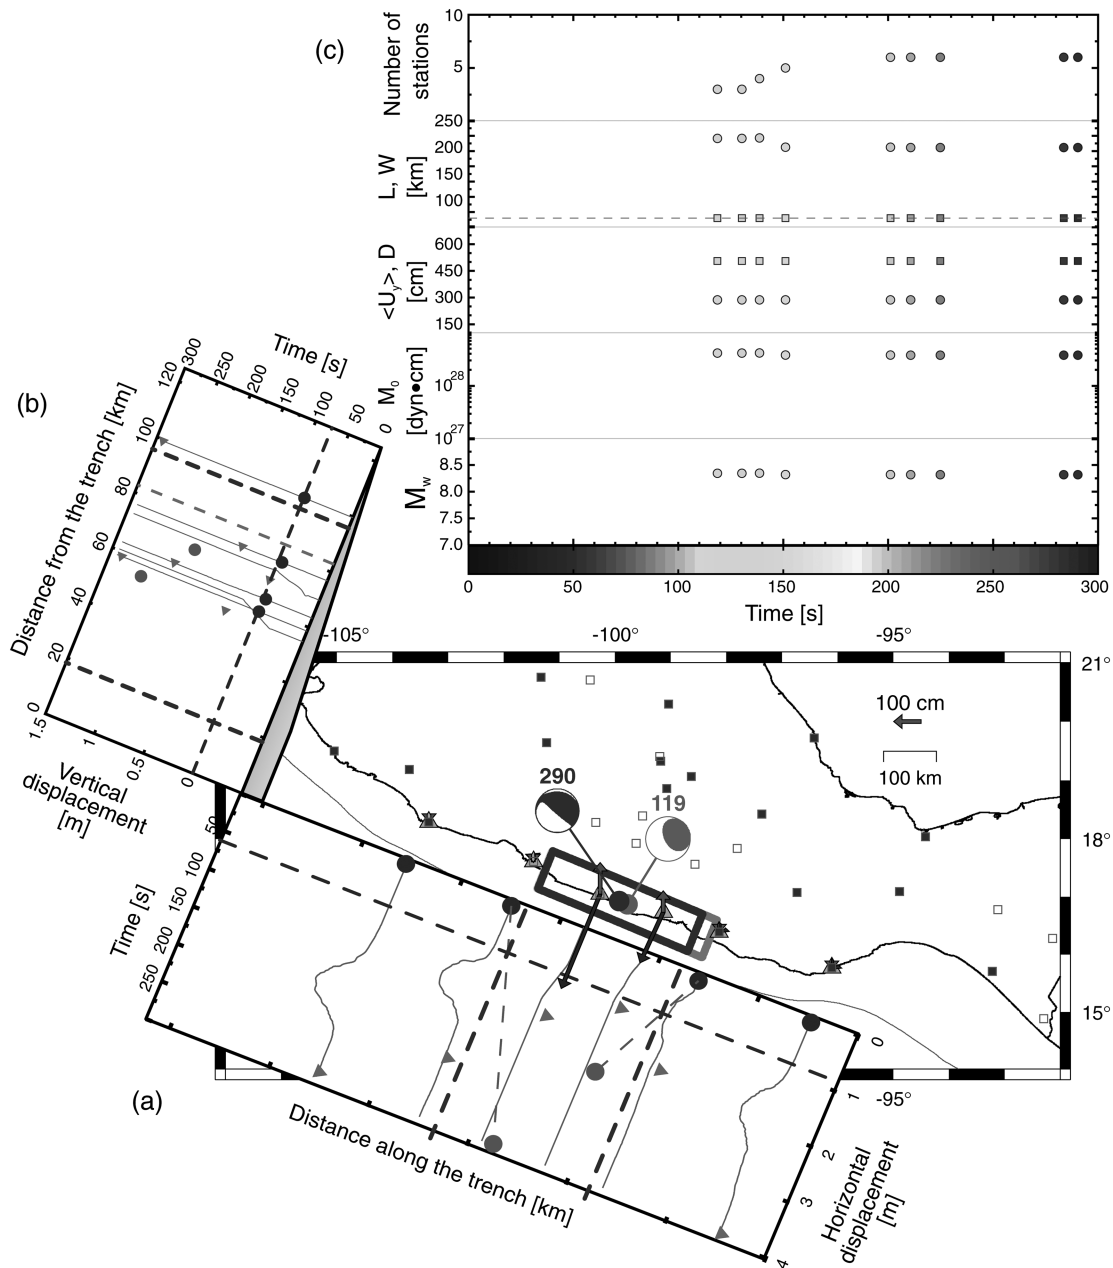 (c)
Number of
stations
10
5
250
L, W
[km]
200
150
100
<Uy>, D
[cm]
600
450
300
150
M₀
[dyn●cm]
10²⁸
10²⁷
Mw
8.5
8.0
7.5
7.0
0 50 100 150 200 250 300
Time [s]
(b)
Time [s]
300 250 200 150 100 50 0
Distance from the trench [km]
120
100
80
60
40
20
0
1.5 1 0.5 0
Vertical
displacement
[m]
-105° -100° -95°
21°
18°
15°
-95°
100 cm
100 km
290
119
(a)
Time [s]
50
100
150
200
250
Distance along the trench [km]
0
1
2
3
4
Horizontal
displacement
[m]